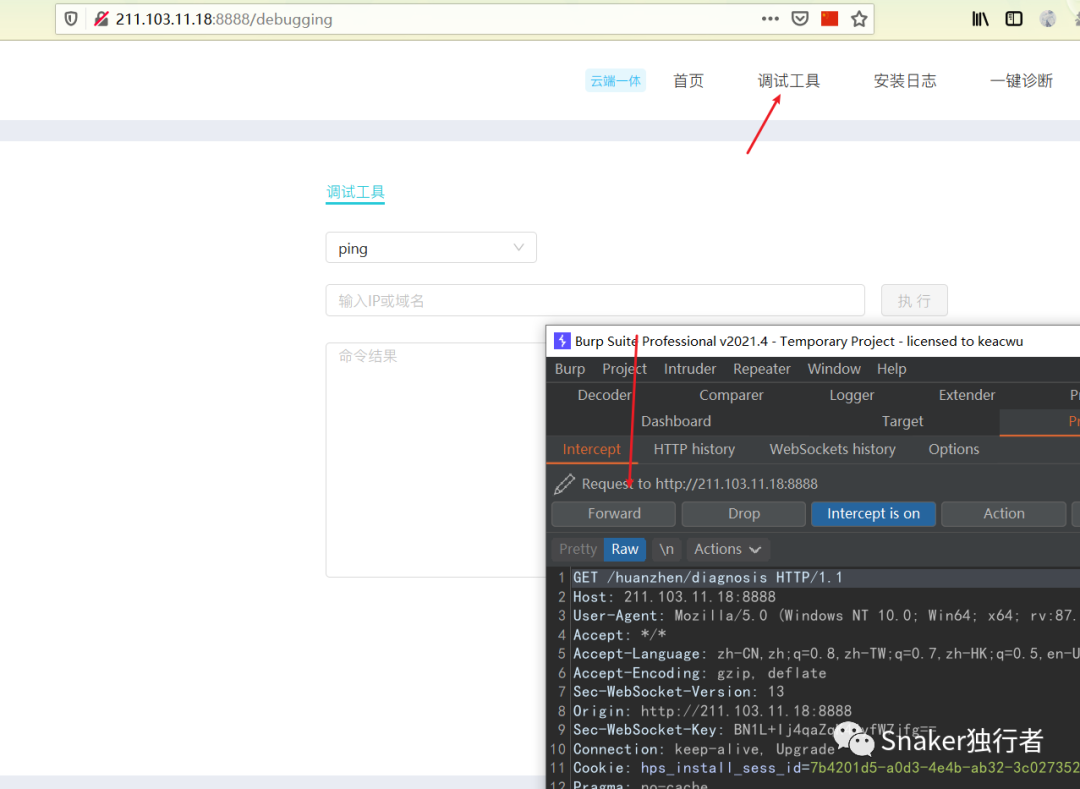 211.103.11.18:8888/debugging
云端一体 首页 调试工具 安装日志 一键诊断
调试工具
ping
输入IP或域名 执行
命令结果
Burp Suite Professional v2021.4 - Temporary Project - licensed to keacwu
Burp Project Intruder Repeater Window Help
Decoder Comparer Logger Extender
Dashboard Target
Intercept HTTP history WebSockets history Options
Request to http://211.103.11.18:8888
Forward Drop Intercept is on Action
Pretty Raw \n Actions
1 GET /huanzhen/diagnosis HTTP/1.1
2 Host: 211.103.11.18:8888
3 User-Agent: Mozilla/5.0 (Windows NT 10.0; Win64; x64; rv:87.
4 Accept: */*
5 Accept-Language: zh-CN,zh;q=0.8,zh-TW;q=0.7,zh-HK;q=0.5,en-U
6 Accept-Encoding: gzip, deflate
7 Sec-WebSocket-Version: 13
8 Origin: http://211.103.11.18:8888
9 Sec-WebSocket-Key:
10 Connection: keep-alive, Upgrade
Snaker独行者
11 Cookie: hps_install_sess_id=7b4201d5-a0d3-4e4b-ab32-3c027352
12 Pragma: no-cache